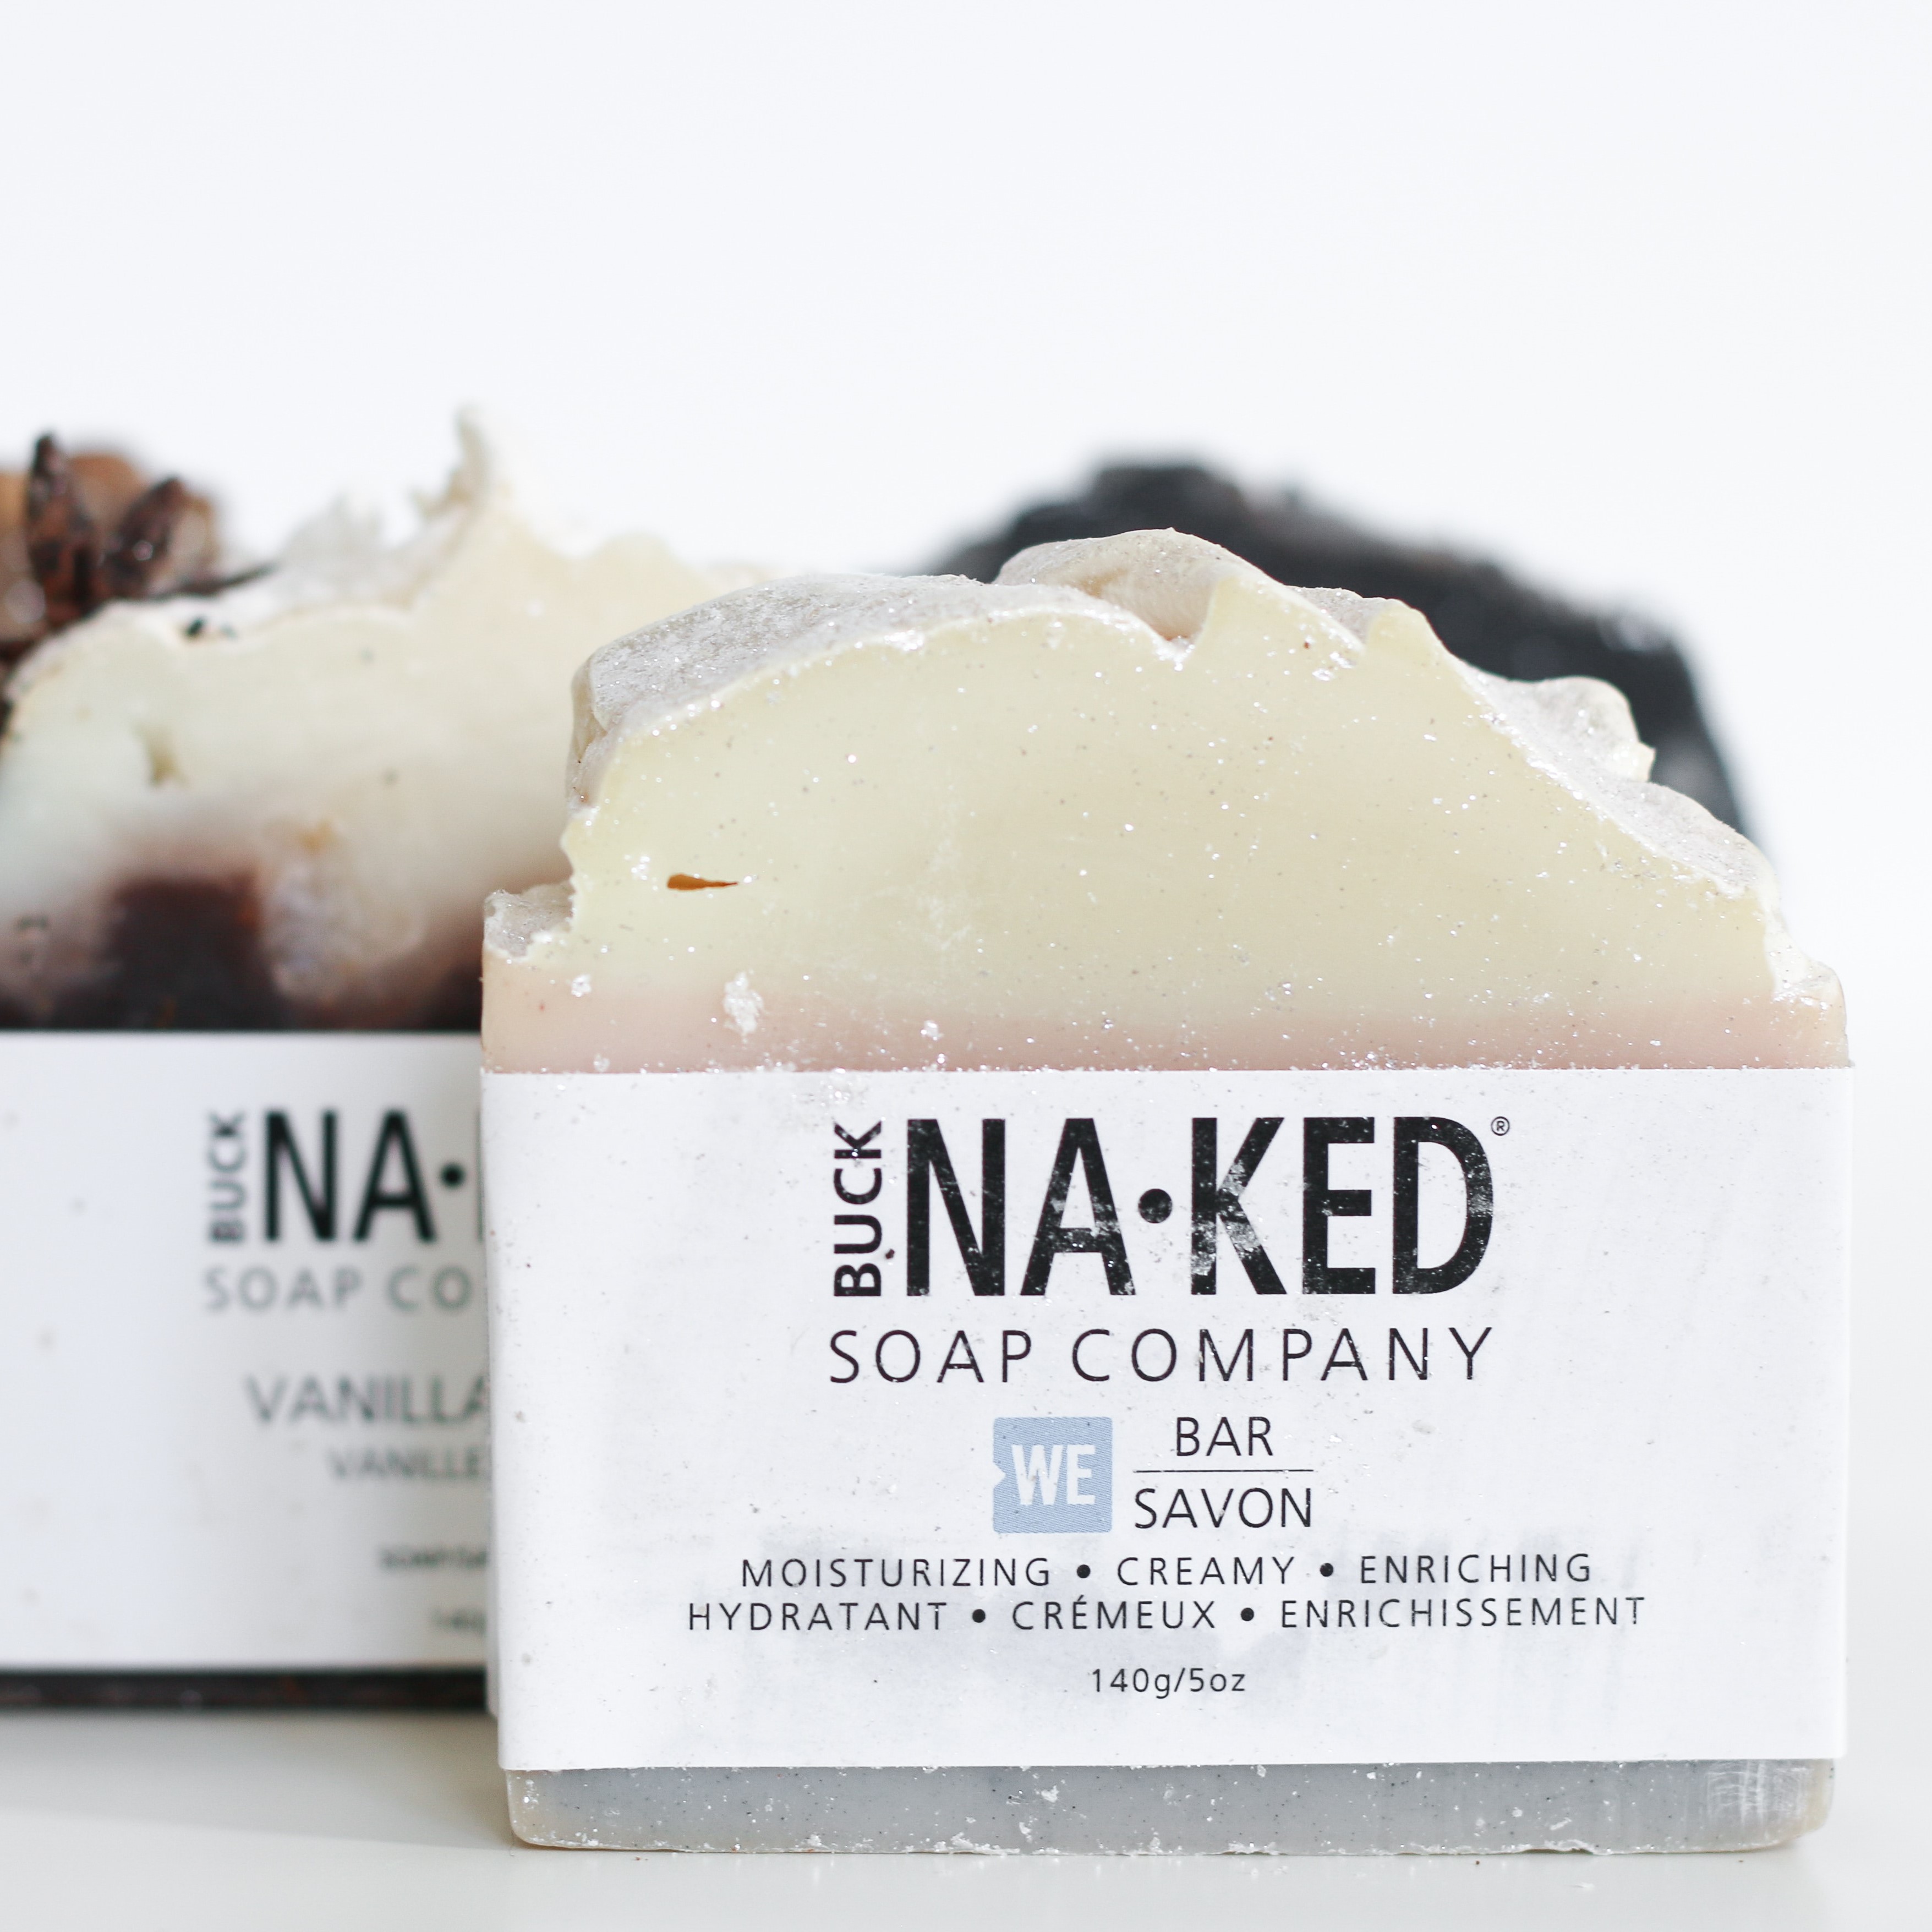 BUCK
NA•KED®
SOAP COMPANY
WE
BAR
SAVON
MOISTURIZING • CREAMY • ENRICHING
HYDRATANT • CRÉMEUX • ENRICHISSEMENT
140g/5oz
BUCK
NA•
SOAP CO
VANILLA
VANILLE